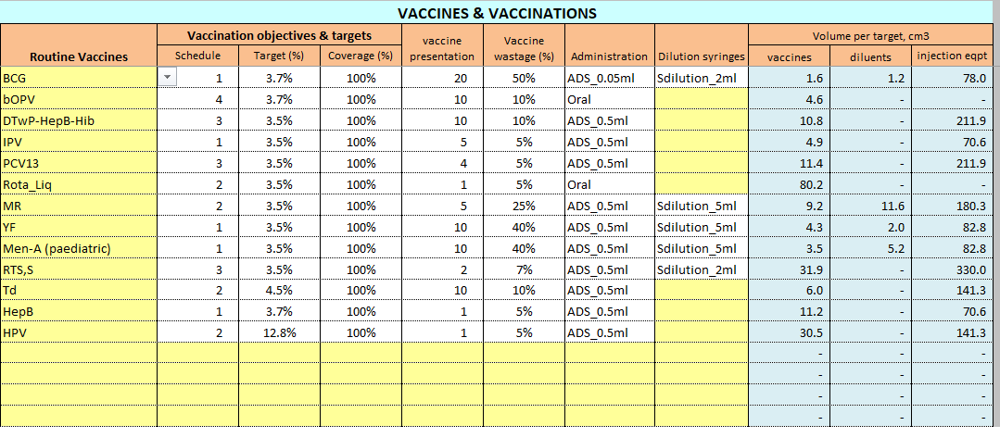 VACCINES & VACCINATIONS
Vaccination objectives & targets vaccine Vaccine Volume per target, cm3
Routine Vaccines Schedule Target (%) Coverage (%) presentation wastage (%) Administration Dilution syringes vaccines diluents injection eqpt
BCG 1 3.7% 100% 20 50% ADS_0.05ml Sdilution_2ml 1.6 1.2 78.0
bOPV 4 3.7% 100% 10 10% Oral 4.6 - -
DTwP-HepB-Hib 3 3.5% 100% 10 10% ADS_0.5ml 10.8 - 211.9
IPV 1 3.5% 100% 5 5% ADS_0.5ml 4.9 - 70.6
PCV13 3 3.5% 100% 4 5% ADS_0.5ml 11.4 - 211.9
Rota_Liq 2 3.5% 100% 1 5% Oral 80.2 - -
MR 2 3.5% 100% 5 25% ADS_0.5ml Sdilution_5ml 9.2 11.6 180.3
YF 1 3.5% 100% 10 40% ADS_0.5ml Sdilution_5ml 4.3 2.0 82.8
Men-A (paediatric) 1 3.5% 100% 10 40% ADS_0.5ml Sdilution_5ml 3.5 5.2 82.8
RTS,S 3 3.5% 100% 2 7% ADS_0.5ml Sdilution_2ml 31.9 - 330.0
Td 2 4.5% 100% 10 10% ADS_0.5ml 6.0 - 141.3
HepB 1 3.7% 100% 1 5% ADS_0.5ml 11.2 - 70.6
HPV 2 12.8% 100% 1 5% ADS_0.5ml 30.5 - 141.3
- - -
- - -
- - -
- - -